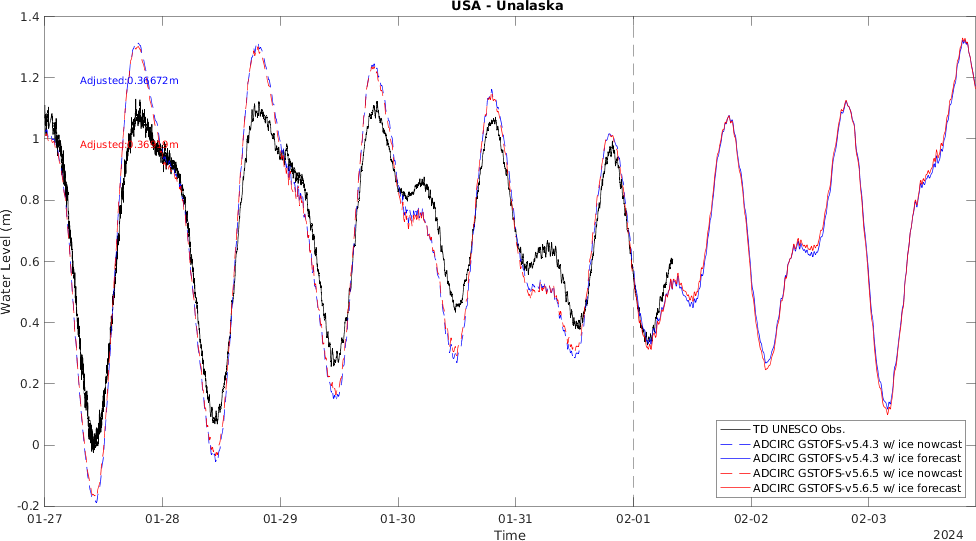 USA - Unalaska
1.4
1.2
1
0.8
0.6
0.4
0.2
0
-0.2
Water Level (m)
Adjusted:0.36672m
TD UNESCO Obs.
ADCIRC GSTOFS-v5.4.3 w/ ice nowcast
ADCIRC GSTOFS-v5.4.3 w/ ice forecast
ADCIRC GSTOFS-v5.6.5 w/ ice nowcast
ADCIRC GSTOFS-v5.6.5 w/ ice forecast
01-27
01-28
01-29
01-30
01-31
02-01
02-02
02-03
Time
2024